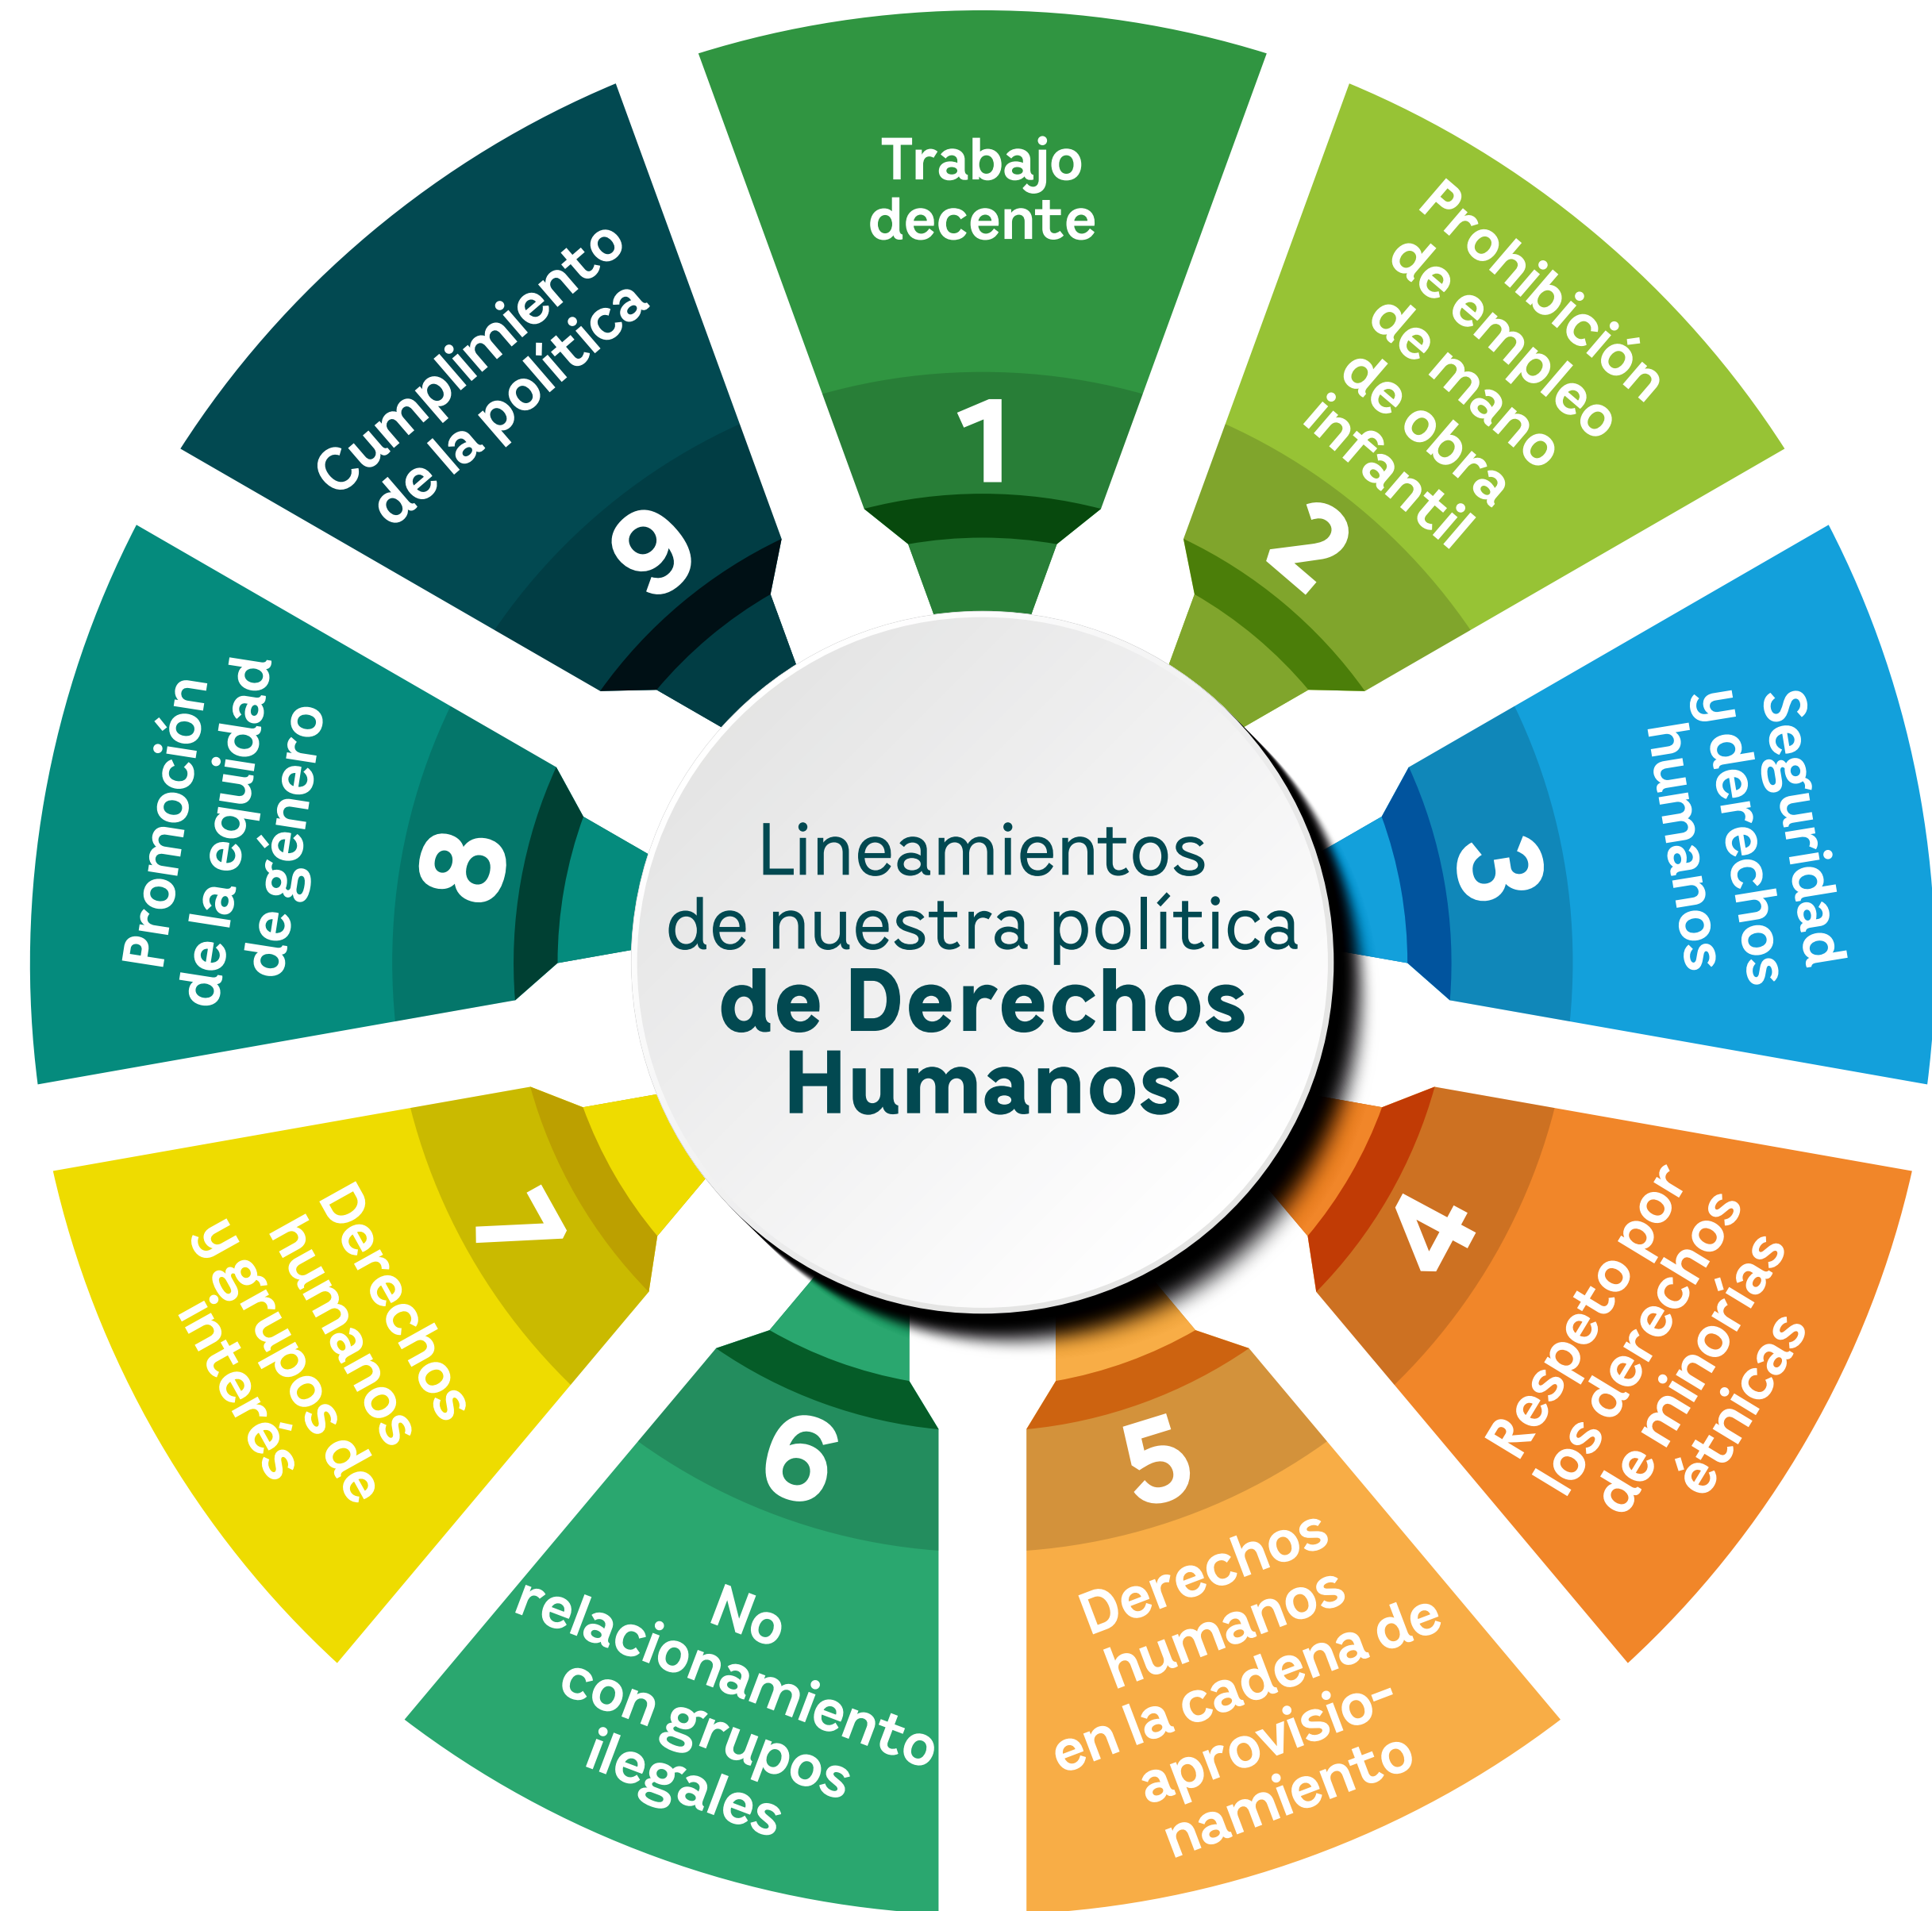 Lineamientos
de nuestra política
de Derechos
Humanos
Trabajo
decente
1
Prohibición
de empleo
de mano
de obra
infantil
2
Seguridad
y derechos
humanos
3
Respeto por
los derechos
de minorías
étnicas
4
Derechos
humanos
en la cadena de
aprovisio-
namiento
5
No
relacionamiento
con grupos
ilegales
6
Derechos
humanos
y grupos de
interés
7
Promoción
de la equidad
de género
8
Cumplimiento
de la política
9